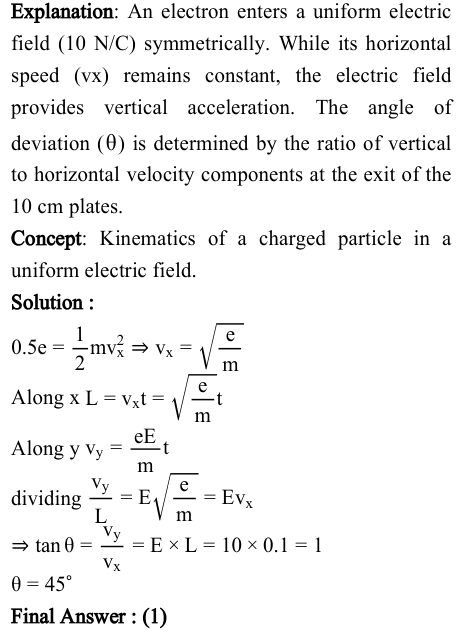 Explanation: An electron enters a uniform electric
field (10 N/C) symmetrically. While its horizontal
speed (vx) remains constant, the electric field
provides vertical acceleration. The angle of
deviation (θ) is determined by the ratio of vertical
to horizontal velocity components at the exit of the
10 cm plates.
Concept: Kinematics of a charged particle in a
uniform electric field.
Solution :
0.5e = 1/2 mv²ₓ ⇒ vₓ = √(e/m)
Along x L = vₓt = √(e/m) t
Along y v_y = eE/m t
dividing v_y/L = E√(e/m) = Evₓ
⇒ tan θ = v_y/vₓ = E × L = 10 × 0.1 = 1
θ = 45°
Final Answer : (1)